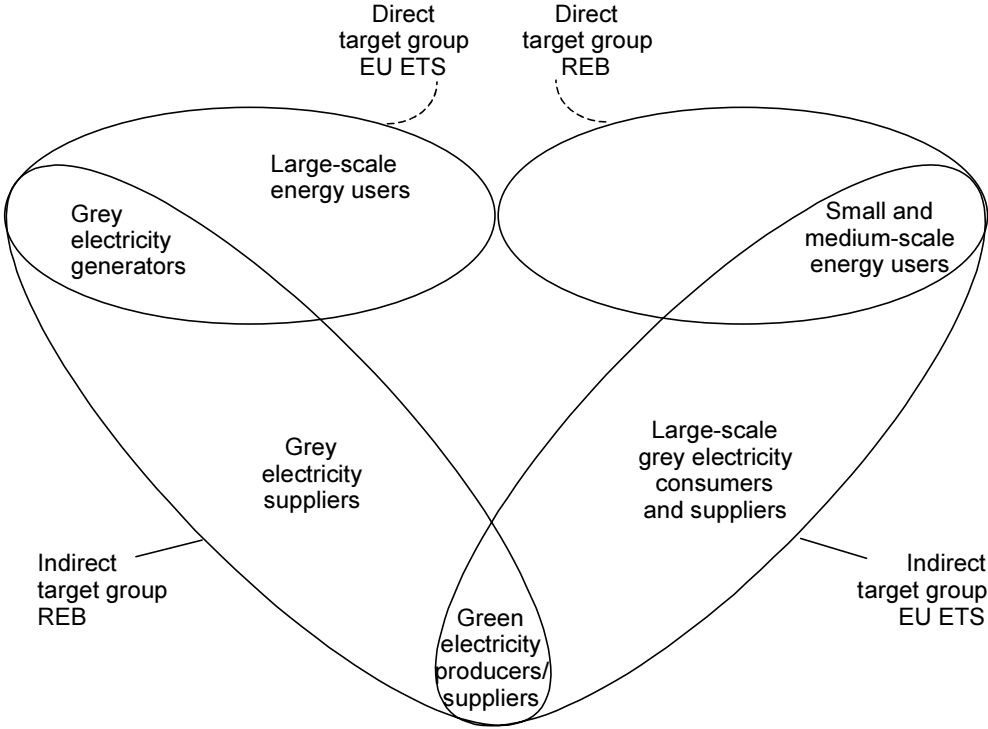 Direct
target group
EU ETS
Direct
target group
REB
Large-scale
energy users
Grey
electricity
generators
Small and
medium-scale
energy users
Grey
electricity
suppliers
Large-scale
grey electricity
consumers
and suppliers
Indirect
target group
REB
Indirect
target group
EU ETS
Green
electricity
producers/
suppliers